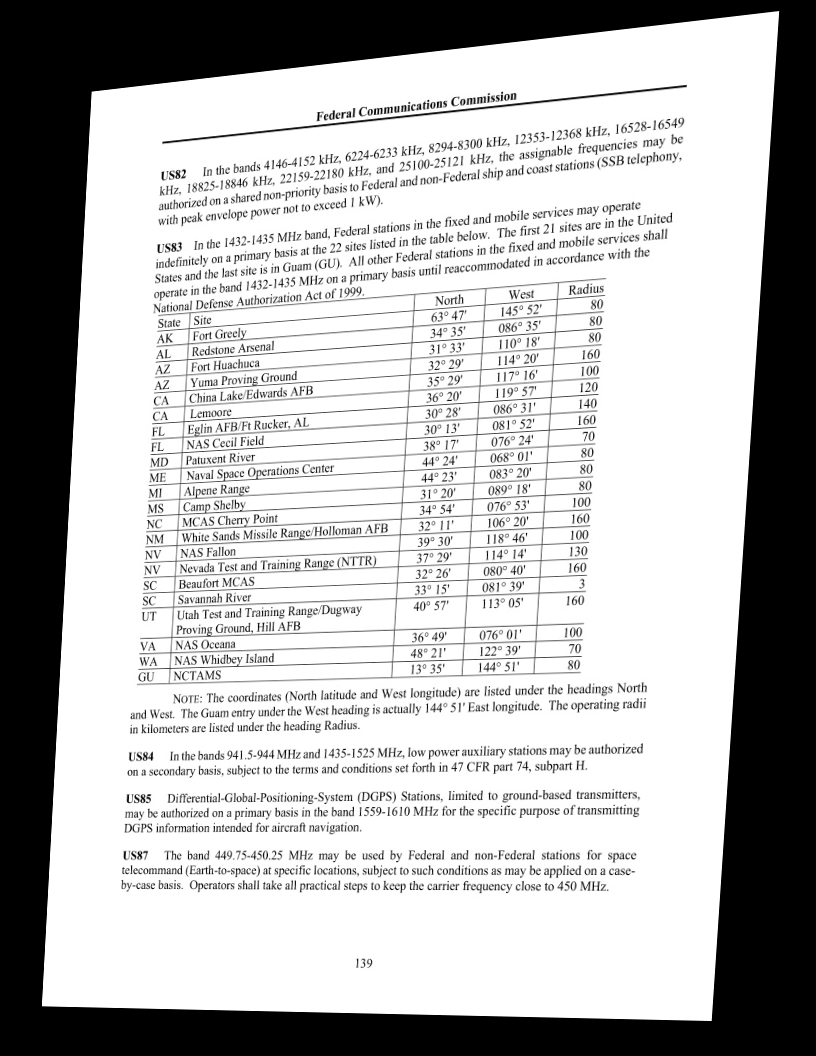 Federal Communications Commission
US82 In the bands 4146-4152 kHz, 6224-6233 kHz, 8294-8300 kHz, 12353-12368 kHz, 16528-16549
kHz, 18825-18846 kHz, 22159-22180 kHz, and 25100-25121 kHz, the assignable frequencies may be
authorized on a shared non-priority basis to Federal and non-Federal ship and coast stations (SSB telephony,
with peak envelope power not to exceed 1 kW).
US83 In the 1432-1435 MHz band, Federal stations in the fixed and mobile services may operate
indefinitely on a primary basis at the 22 sites listed in the table below. The first 21 sites are in the United
States and the last site is in Guam (GU). All other Federal stations in the fixed and mobile services shall
operate in the band 1432-1435 MHz on a primary basis until reaccommodated in accordance with the
National Defense Authorization Act of 1999.
State Site North West Radius
AK Fort Greely 63° 47' 145° 52' 80
AL Redstone Arsenal 34° 35' 086° 35' 80
AZ Fort Huachuca 31° 33' 110° 18' 80
AZ Yuma Proving Ground 32° 29' 114° 20' 160
CA China Lake/Edwards AFB 35° 29' 117° 16' 100
CA Lemoore 36° 20' 119° 57' 120
FL Eglin AFB/Ft Rucker, AL 30° 28' 086° 31' 140
FL NAS Cecil Field 30° 13' 081° 52' 160
MD Patuxent River 38° 17' 076° 24' 70
ME Naval Space Operations Center 44° 24' 068° 01' 80
MI Alpene Range 44° 23' 083° 20' 80
MS Camp Shelby 31° 20' 089° 18' 80
NC MCAS Cherry Point 34° 54' 076° 53' 100
NM White Sands Missile Range/Holloman AFB 32° 11' 106° 20' 160
NV NAS Fallon 39° 30' 118° 46' 100
NV Nevada Test and Training Range (NTTR) 37° 29' 114° 14' 130
SC Beaufort MCAS 32° 26' 080° 40' 160
SC Savannah River 33° 15' 081° 39' 3
UT Utah Test and Training Range/Dugway 40° 57' 113° 05' 160
Proving Ground, Hill AFB
VA NAS Oceana 36° 49' 076° 01' 100
WA NAS Whidbey Island 48° 21' 122° 39' 70
GU NCTAMS 13° 35' 144° 51' 80
NOTE: The coordinates (North latitude and West longitude) are listed under the headings North
and West. The Guam entry under the West heading is actually 144° 51' East longitude. The operating radii
in kilometers are listed under the heading Radius.
US84 In the bands 941.5-944 MHz and 1435-1525 MHz, low power auxiliary stations may be authorized
on a secondary basis, subject to the terms and conditions set forth in 47 CFR part 74, subpart H.
US85 Differential-Global-Positioning-System (DGPS) Stations, limited to ground-based transmitters,
may be authorized on a primary basis in the band 1559-1610 MHz for the specific purpose of transmitting
DGPS information intended for aircraft navigation.
US87 The band 449.75-450.25 MHz may be used by Federal and non-Federal stations for space
telecommand (Earth-to-space) at specific locations, subject to such conditions as may be applied on a case-
by-case basis. Operators shall take all practical steps to keep the carrier frequency close to 450 MHz.
139